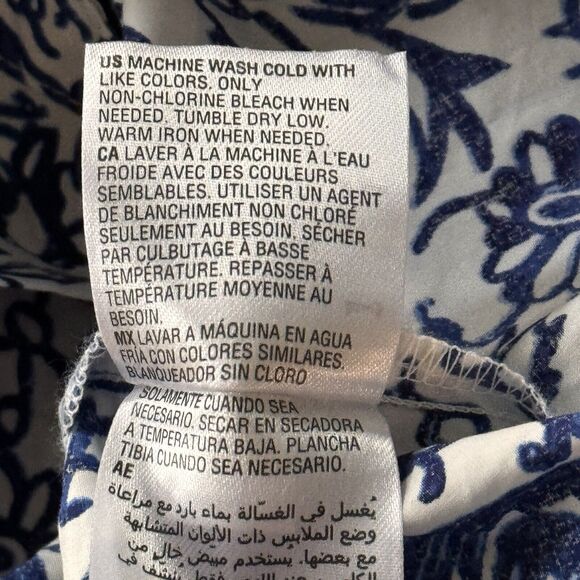 US MACHINE WASH COLD WITH
LIKE COLORS. ONLY
NON-CHLORINE BLEACH WHEN
NEEDED. TUMBLE DRY LOW.
WARM IRON WHEN NEEDED.
CA LAVER À LA MACHINE À L'EAU
FROIDE AVEC DES COULEURS
SEMBLABLES. UTILISER UN AGENT
DE BLANCHIMENT NON CHLORÉ
SEULEMENT AU BESOIN. SÉCHER
PAR CULBUTAGE À BASSE
TEMPÉRATURE. REPASSER À
TEMPÉRATURE MOYENNE AU
BESOIN.
MX LAVAR A MÁQUINA EN AGUA
FRÍA CON COLORES SIMILARES.
BLANQUEADOR SIN CLORO
SOLAMENTE CUANDO SEA
NECESARIO. SECAR EN SECADORA
A TEMPERATURA BAJA. PLANCHA
TIBIA CUANDO SEA NECESARIO.
AE
يُغسل في الغسّالة بماء بارد مع مراعاة
وضع الملابس ذات الألوان المتشابهة
مع بعضها. يستخدم مبيض خالٍ من